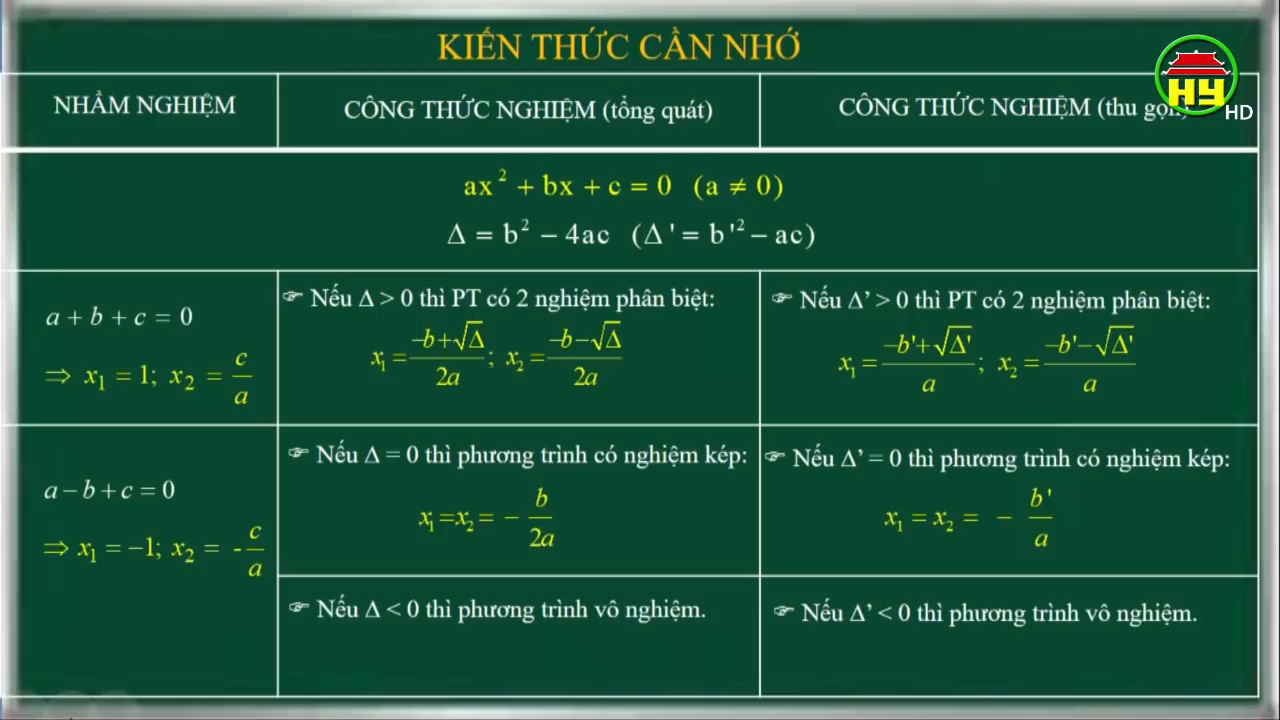 KIẾN THỨC CẦN NHỚ
NHẨM NGHIỆM
CÔNG THỨC NGHIỆM (tổng quát)
CÔNG THỨC NGHIỆM (thu gọn)
HY
HD
ax² + bx + c = 0 (a ≠ 0)
Δ = b² − 4ac (Δ' = b'² − ac)
a + b + c = 0
⇒ x₁ = 1; x₂ = c/a
☞ Nếu Δ > 0 thì PT có 2 nghiệm phân biệt:
x₁ = (−b+√Δ)/2a; x₂ = (−b−√Δ)/2a
☞ Nếu Δ’ > 0 thì PT có 2 nghiệm phân biệt:
x₁ = (−b'+√Δ')/a; x₂ = (−b'−√Δ')/a
a − b + c = 0
⇒ x₁ = −1; x₂ = -c/a
☞ Nếu Δ = 0 thì phương trình có nghiệm kép:
x₁ = x₂ = − b/2a
☞ Nếu Δ’ = 0 thì phương trình có nghiệm kép:
x₁ = x₂ = − b'/a
☞ Nếu Δ < 0 thì phương trình vô nghiệm.
☞ Nếu Δ’ < 0 thì phương trình vô nghiệm.